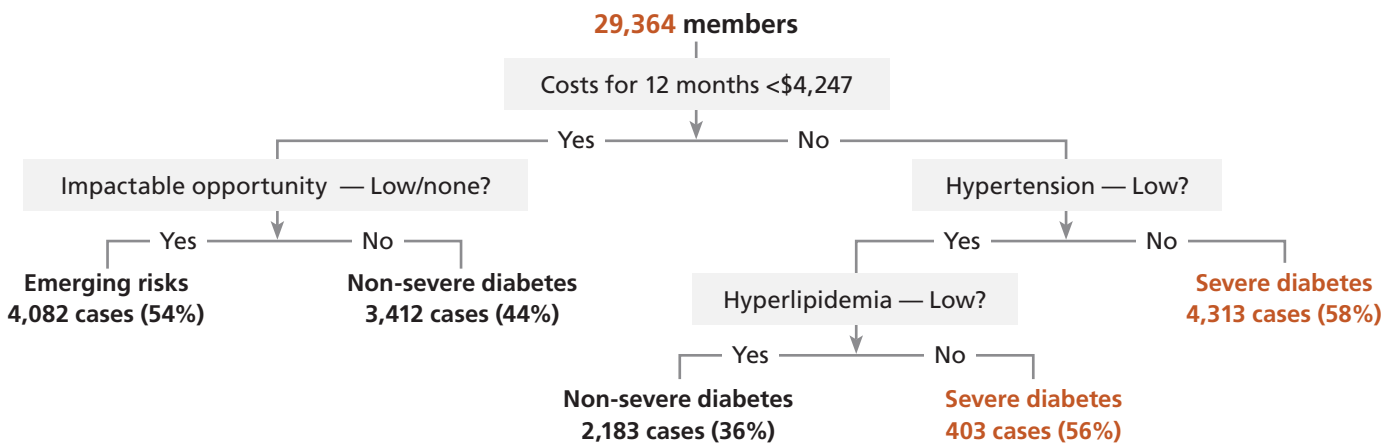 29,364 members
Costs for 12 months <$4,247
Yes
No
Impactable opportunity — Low/none?
Hypertension — Low?
Yes
No
Yes
No
Emerging risks
4,082 cases (54%)
Non-severe diabetes
3,412 cases (44%)
Hyperlipidemia — Low?
Severe diabetes
4,313 cases (58%)
Yes
No
Non-severe diabetes
2,183 cases (36%)
Severe diabetes
403 cases (56%)